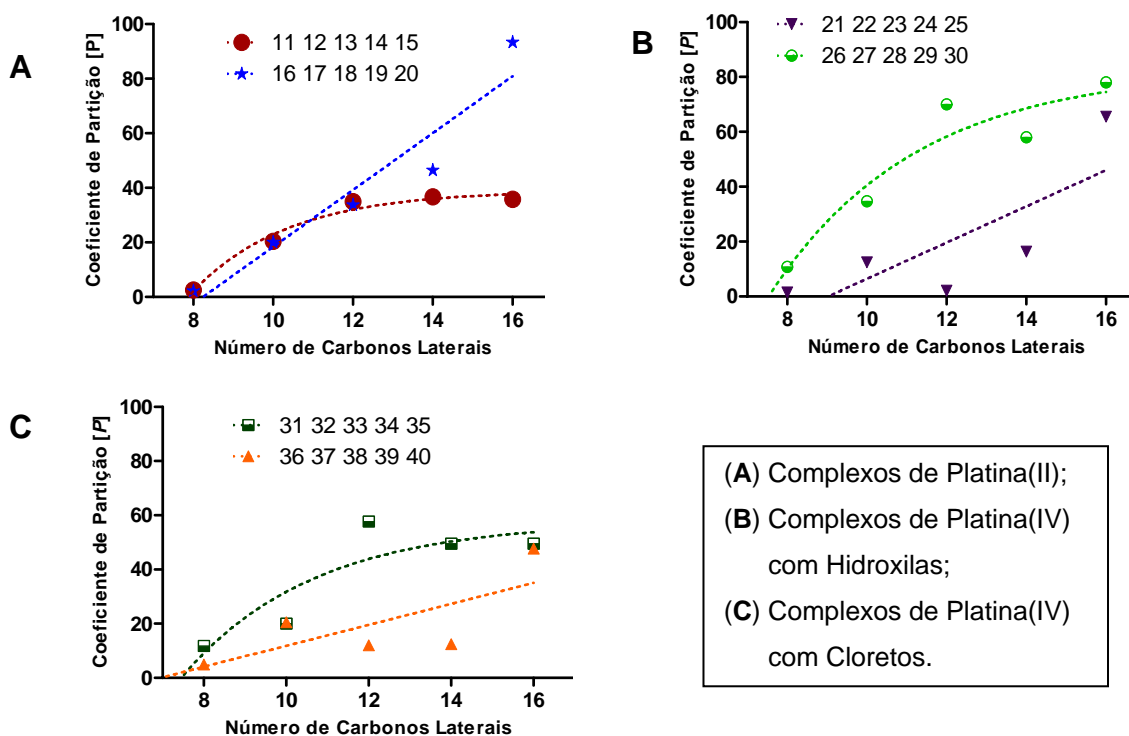 A
Coeficiente de Partição [P]
100
80
60
40
20
0
11 12 13 14 15
16 17 18 19 20
8 10 12 14 16
Número de Carbonos Laterais
B
Coeficiente de Partição [P]
100
80
60
40
20
0
21 22 23 24 25
26 27 28 29 30
8 10 12 14 16
Número de Carbonos Laterais
C
Coeficiente de Partição [P]
100
80
60
40
20
0
31 32 33 34 35
36 37 38 39 40
8 10 12 14 16
Número de Carbonos Laterais
(A) Complexos de Platina(II);
(B) Complexos de Platina(IV)
com Hidroxilas;
(C) Complexos de Platina(IV)
com Cloretos.